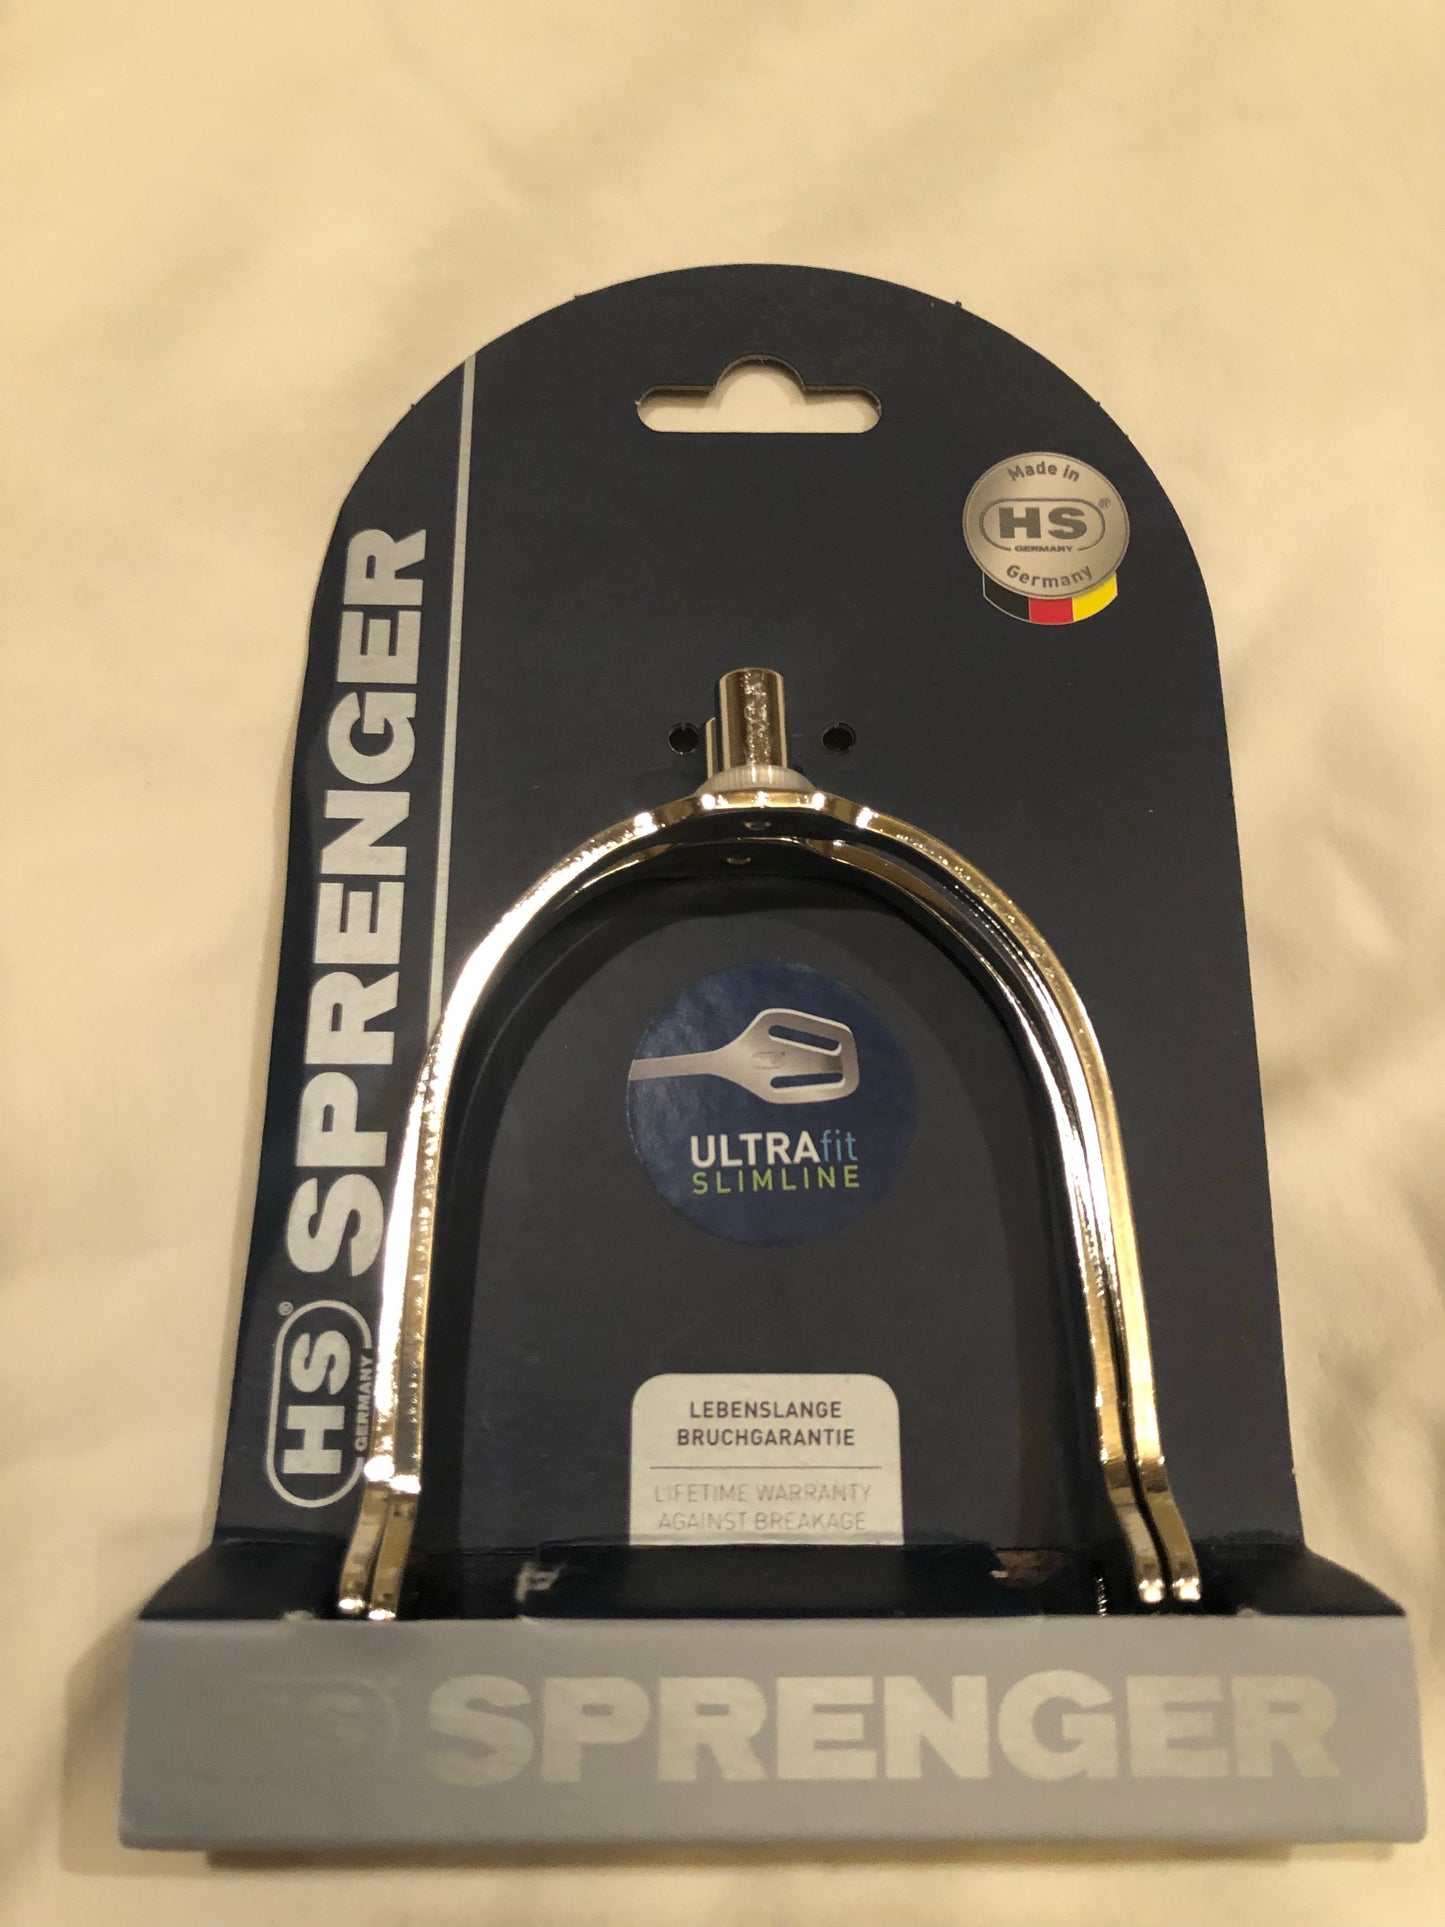 Made in
HS®
GERMANY
Germany
HS® SPRENGER
GERMANY
ULTRAfit
SLIMLINE
LEBENSLANGE
BRUCHGARANTIE
LIFETIME WARRANTY
AGAINST BREAKAGE
HS SPRENGER